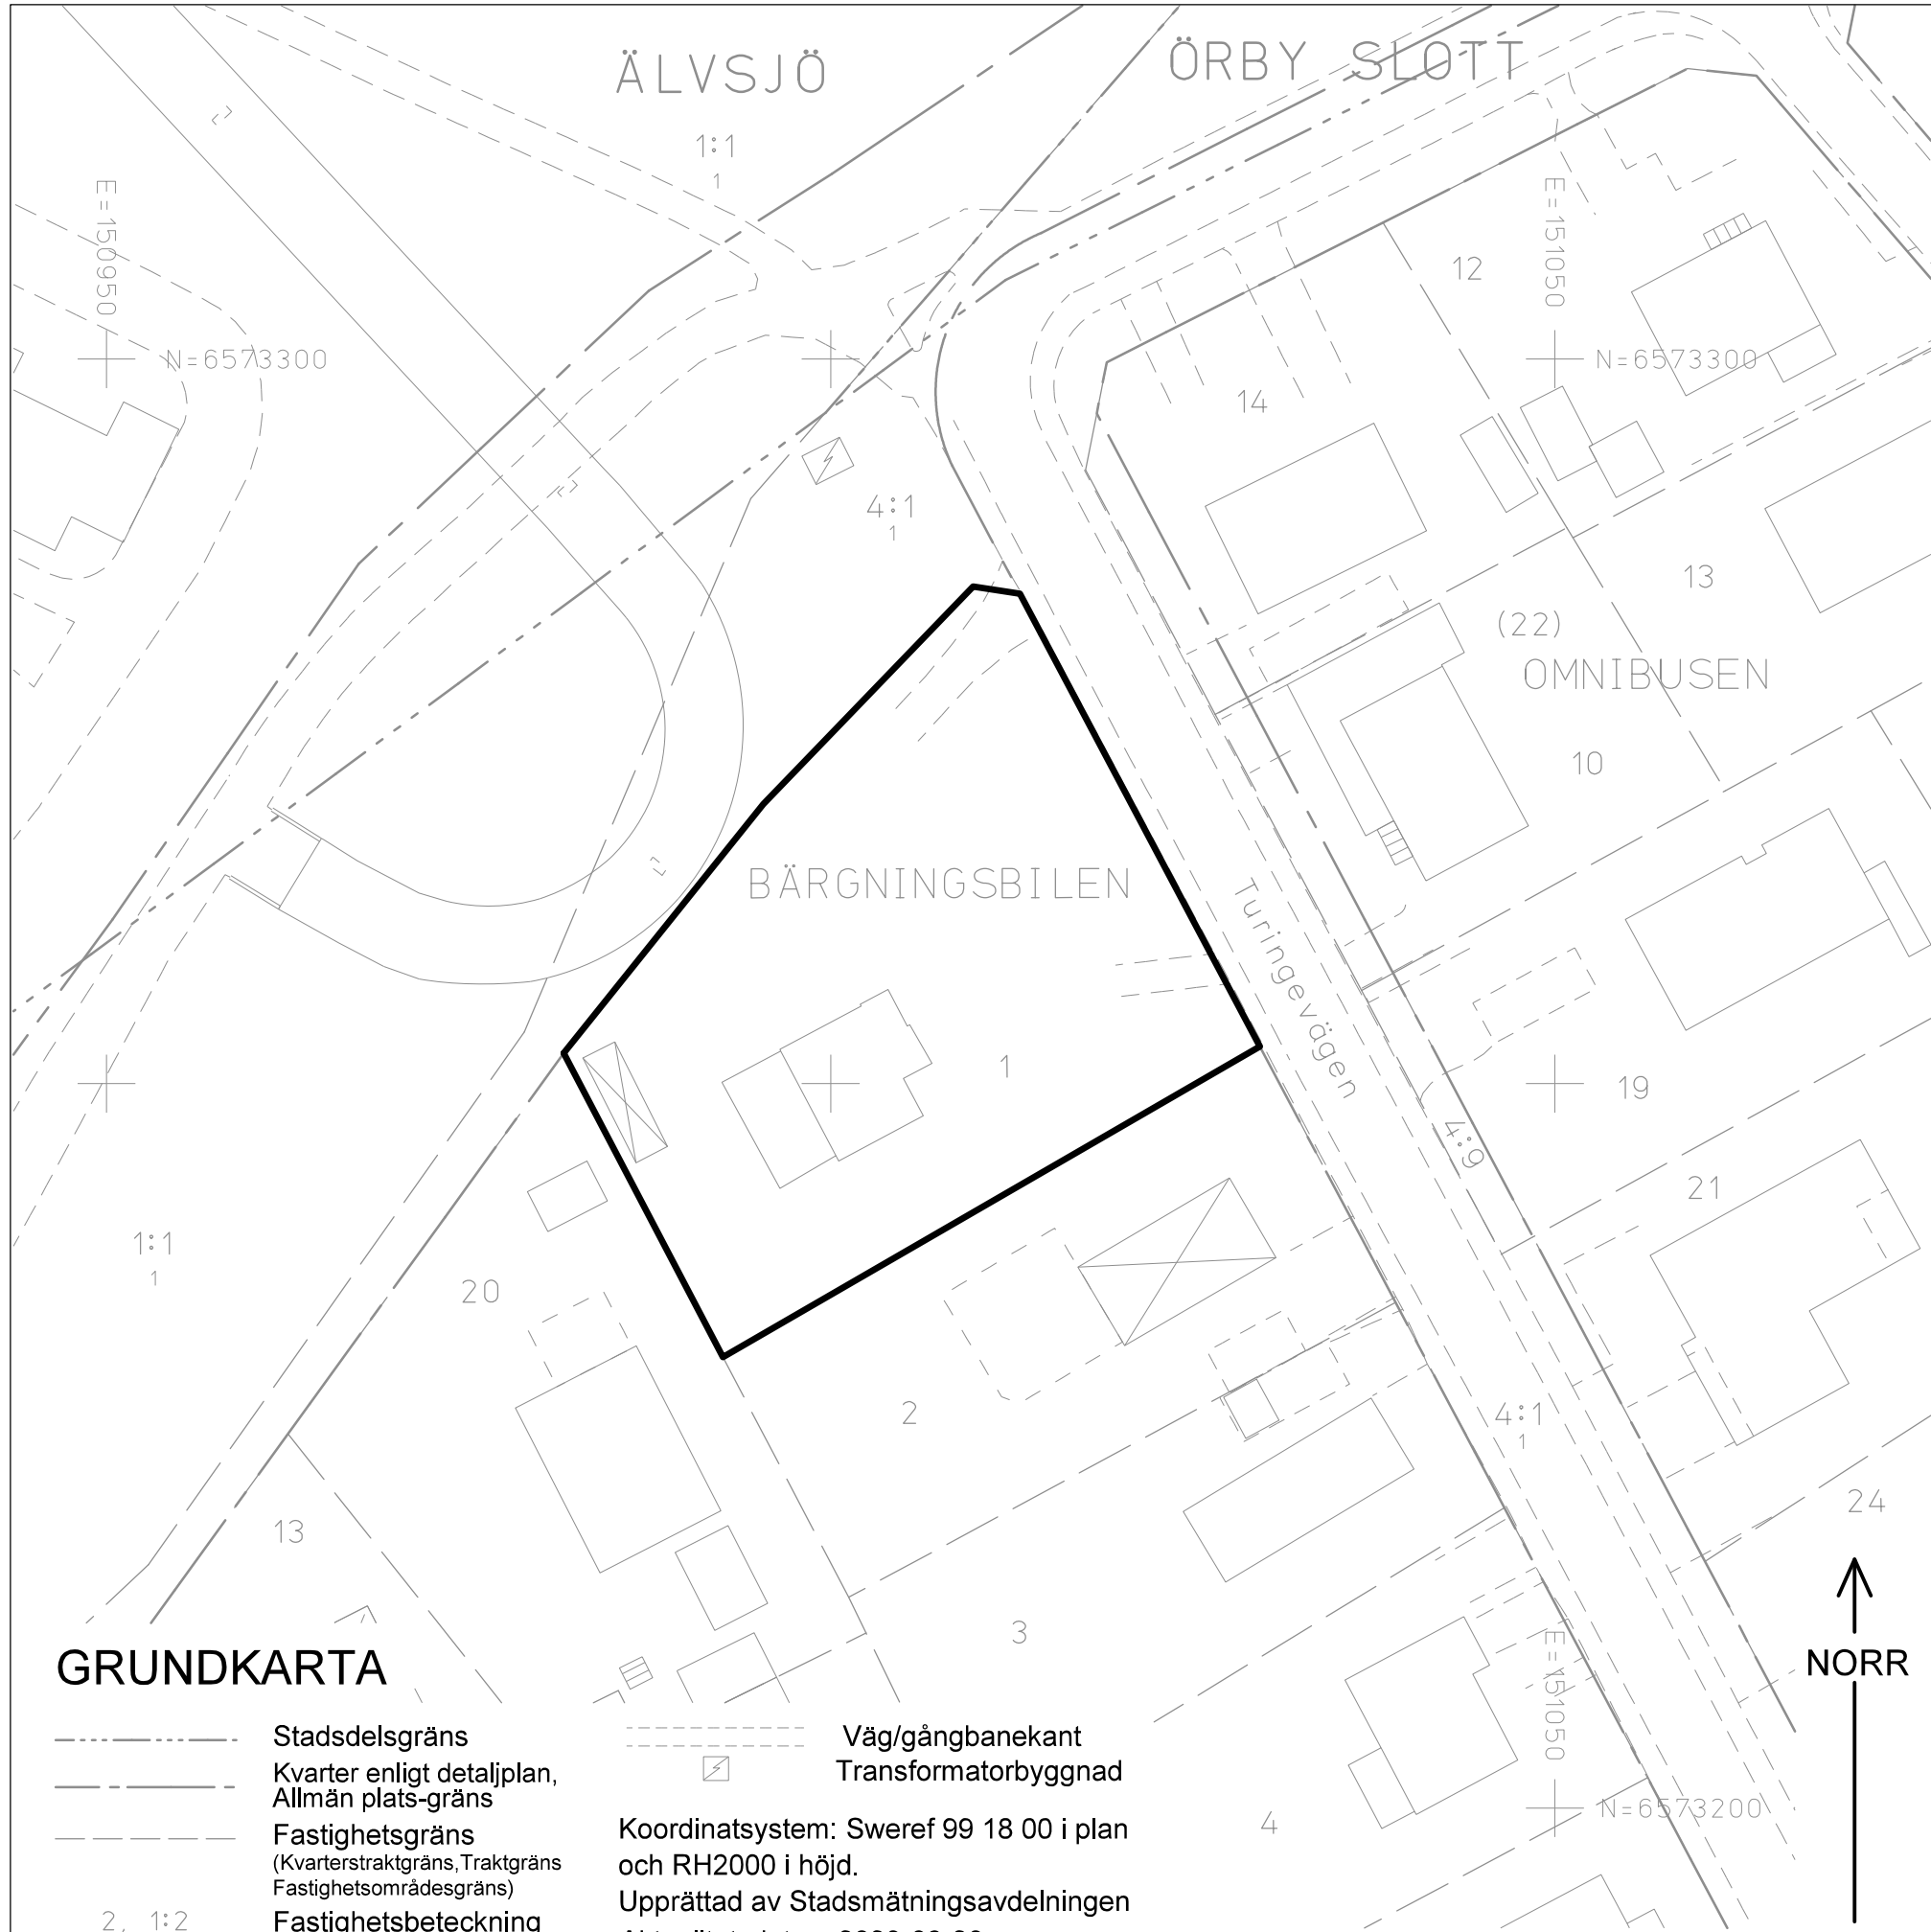 ÄLVSJÖ
ÖRBY SLOTT
1:1
1
E=150950
E=151050
12
N=6573300
N=6573300
14
4:1
1
13
(22)
OMNIBUSEN
10
BÄRGNINGSBILEN
Turingevägen
1
19
4:9
21
1:1
1
20
2
4:1
1
24
13
3
E=151050
GRUNDKARTA
NORR
Stadsdelsgräns
Kvarter enligt detaljplan,
Allmän plats-gräns
Fastighetsgräns
(Kvarterstraktgräns,Traktgräns
Fastighetsområdesgräns)
2, 1:2 Fastighetsbeteckning
Väg/gångbanekant
Transformatorbyggnad
N=6573200
4
Koordinatsystem: Sweref 99 18 00 i plan
och RH2000 i höjd.
Upprättad av Stadsmätningsavdelningen